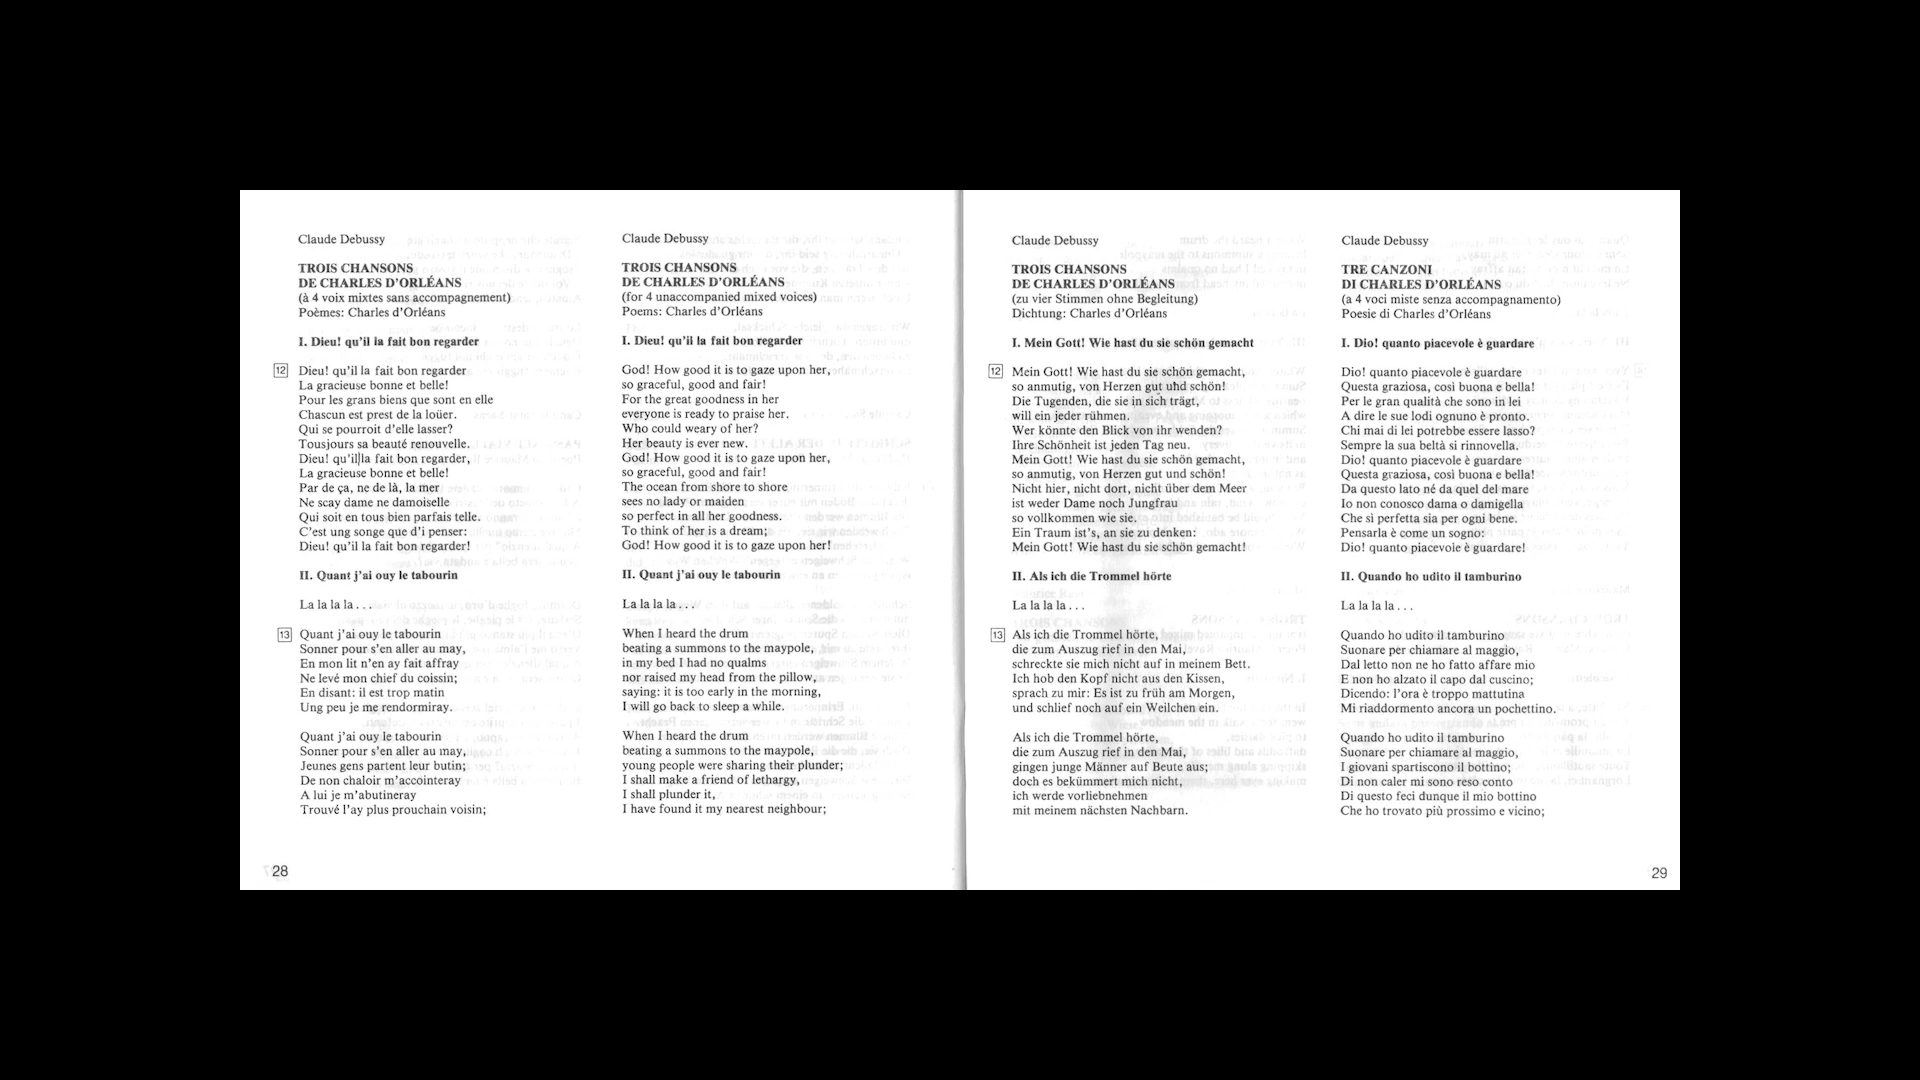 Claude Debussy
TROIS CHANSONS
DE CHARLES D'ORLÉANS
(à 4 voix mixtes sans accompagnement)
Poèmes: Charles d'Orléans
I. Dieu! qu'il la fait bon regarder
12 Dieu! qu'il la fait bon regarder
La gracieuse bonne et belle!
Pour les grans biens que sont en elle
Chascun est prest de la loüer.
Qui se pourroit d'elle lasser?
Tousjours sa beauté renouvelle.
Dieu! qu'il la fait bon regarder,
La gracieuse bonne et belle!
Par de ça, ne de là, la mer
Ne scay dame ne damoiselle
Qui soit en tous bien parfais telle.
C'est ung songe que d'i penser:
Dieu! qu'il la fait bon regarder!
II. Quant j'ai ouy le tabourin
La la la la . . .
13 Quant j'ai ouy le tabourin
Sonner pour s'en aller au may,
En mon lit n'en ay fait affray
Ne levé mon chief du coissin;
En disant: il est trop matin
Ung peu je me rendormiray.
Quant j'ai ouy le tabourin
Sonner pour s'en aller au may,
Jeunes gens partent leur butin;
De non chaloir m'accointeray
A lui je m'abutineray
Trouvé l'ay plus prouchain voisin;
28
Claude Debussy
TROIS CHANSONS
DE CHARLES D'ORLÉANS
(for 4 unaccompanied mixed voices)
Poems: Charles d'Orléans
I. Dieu! qu'il la fait bon regarder
God! How good it is to gaze upon her,
so graceful, good and fair!
For the great goodness in her
everyone is ready to praise her.
Who could weary of her?
Her beauty is ever new.
God! How good it is to gaze upon her,
so graceful, good and fair!
The ocean from shore to shore
sees no lady or maiden
so perfect in all her goodness.
To think of her is a dream;
God! How good it is to gaze upon her!
II. Quant j'ai ouy le tabourin
La la la la . . .
When I heard the drum
beating a summons to the maypole,
in my bed I had no qualms
nor raised my head from the pillow,
saying: it is too early in the morning,
I will go back to sleep a while.
When I heard the drum
beating a summons to the maypole,
young people were sharing their plunder;
I shall make a friend of lethargy,
I shall plunder it,
I have found it my nearest neighbour;
Claude Debussy
TROIS CHANSONS
DE CHARLES D'ORLÉANS
(zu vier Stimmen ohne Begleitung)
Dichtung: Charles d'Orléans
I. Mein Gott! Wie hast du sie schön gemacht
12 Mein Gott! Wie hast du sie schön gemacht,
so anmutig, von Herzen gut uhd schön!
Die Tugenden, die sie in sich trägt,
will ein jeder rühmen.
Wer könnte den Blick von ihr wenden?
Ihre Schönheit ist jeden Tag neu.
Mein Gott! Wie hast du sie schön gemacht,
so anmutig, von Herzen gut und schön!
Nicht hier, nicht dort, nicht über dem Meer
ist weder Dame noch Jungfrau
so vollkommen wie sie.
Ein Traum ist's, an sie zu denken:
Mein Gott! Wie hast du sie schön gemacht!
II. Als ich die Trommel hörte
La la la la . . .
13 Als ich die Trommel hörte,
die zum Auszug rief in den Mai,
schreckte sie mich nicht auf in meinem Bett.
Ich hob den Kopf nicht aus den Kissen,
sprach zu mir: Es ist zu früh am Morgen,
und schlief noch auf ein Weilchen ein.
Als ich die Trommel hörte,
die zum Auszug rief in den Mai,
gingen junge Männer auf Beute aus;
doch es bekümmert mich nicht,
ich werde vorliebnehmen
mit meinem nächsten Nachbarn.
Claude Debussy
TRE CANZONI
DI CHARLES D'ORLÉANS
(a 4 voci miste senza accompagnamento)
Poesie di Charles d'Orléans
I. Dio! quanto piacevole è guardare
Dio! quanto piacevole è guardare
Questa graziosa, così buona e bella!
Per le gran qualità che sono in lei
A dire le sue lodi ognuno è pronto.
Chi mai di lei potrebbe essere lasso?
Sempre la sua beltà si rinnovella.
Dio! quanto piacevole è guardare
Questa graziosa, così buona e bella!
Da questo lato né da quel del mare
Io non conosco dama o damigella
Che sì perfetta sia per ogni bene.
Pensarla è come un sogno:
Dio! quanto piacevole è guardare!
II. Quando ho udito il tamburino
La la la la . . .
Quando ho udito il tamburino
Suonare per chiamare al maggio,
Dal letto non ne ho fatto affare mio
E non ho alzato il capo dal cuscino;
Dicendo: l'ora è troppo mattutina
Mi riaddormento ancora un pochettino.
Quando ho udito il tamburino
Suonare per chiamare al maggio,
I giovani spartiscono il bottino;
Di non caler mi sono reso conto
Di questo feci dunque il mio bottino
Che ho trovato più prossimo e vicino;
29